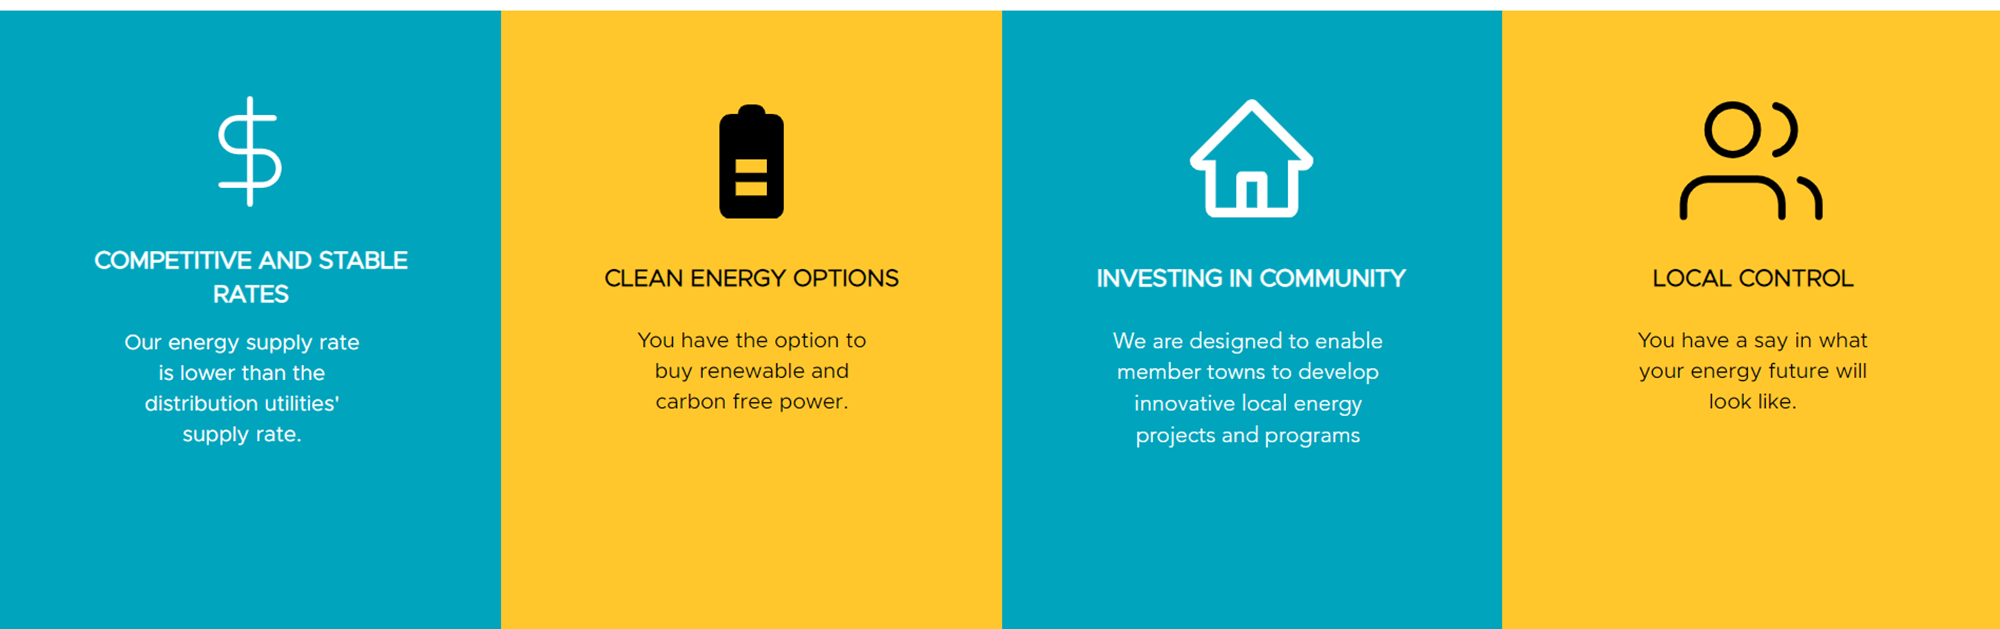 COMPETITIVE AND STABLE
RATES
Our energy supply rate
is lower than the
distribution utilities'
supply rate.
CLEAN ENERGY OPTIONS
You have the option to
buy renewable and
carbon free power.
INVESTING IN COMMUNITY
We are designed to enable
member towns to develop
innovative local energy
projects and programs
LOCAL CONTROL
You have a say in what
your energy future will
look like.